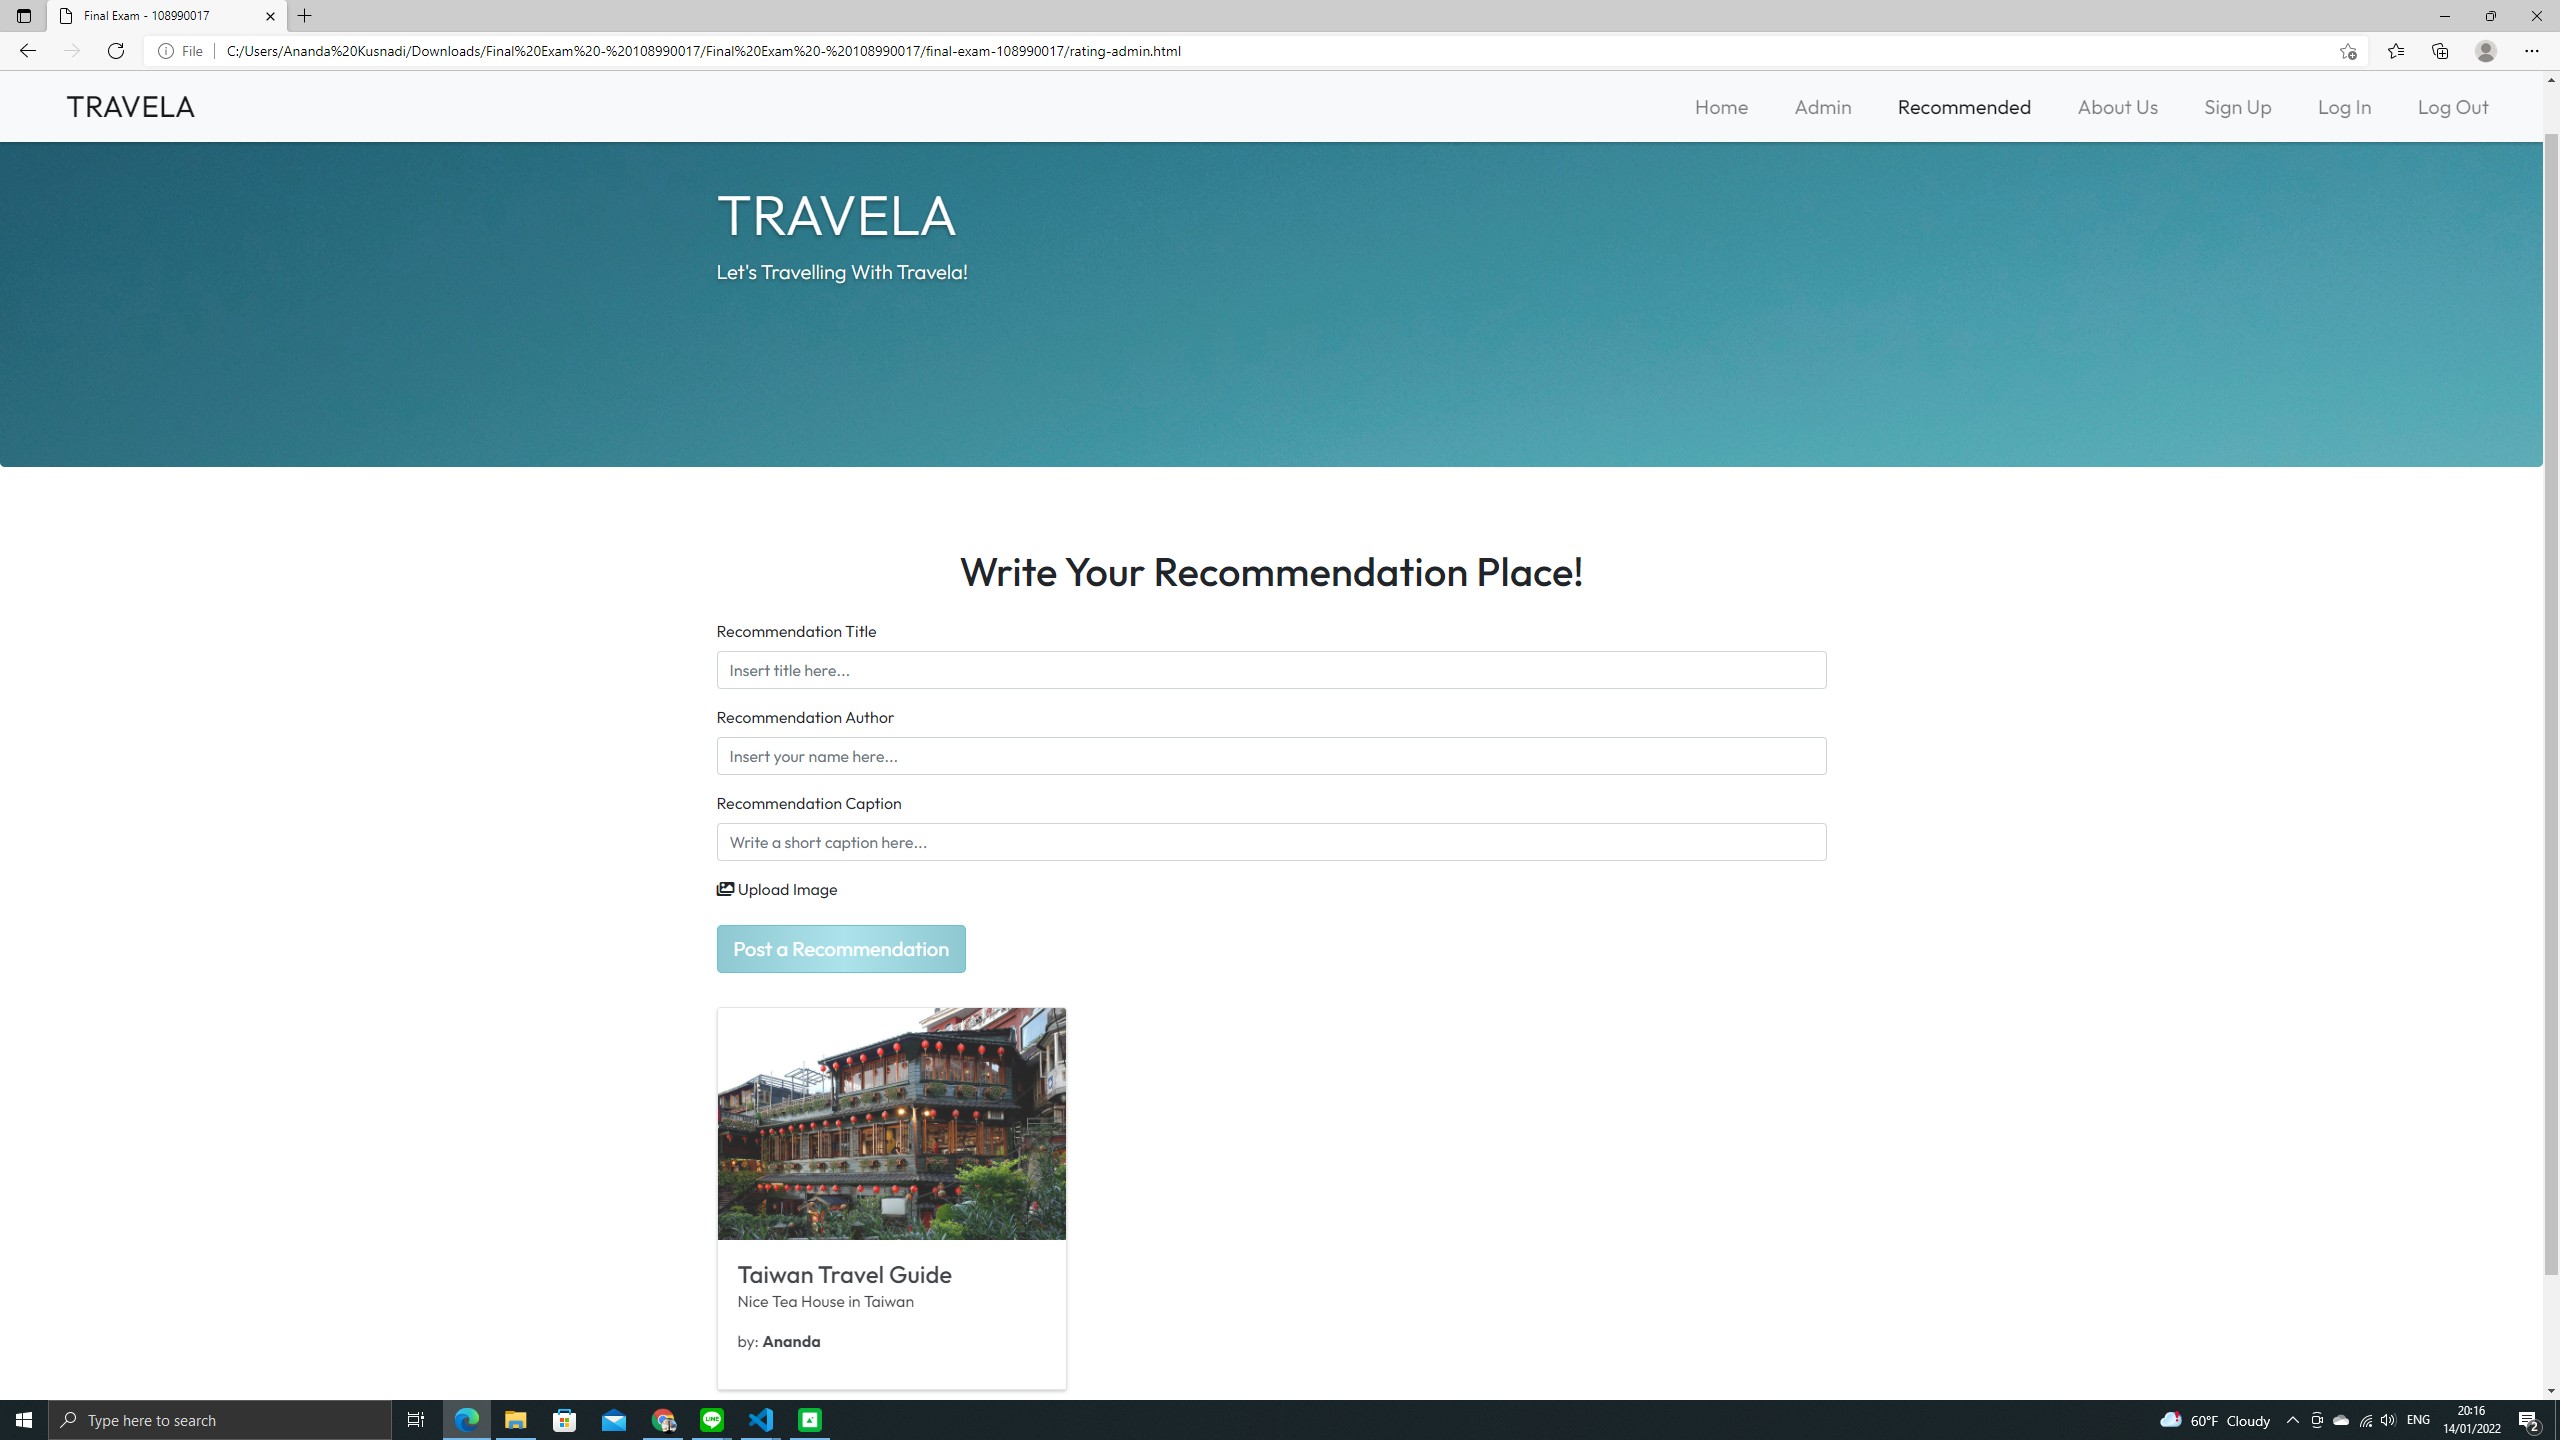 Final Exam - 108990017
File
C:/Users/Ananda%20Kusnadi/Downloads/Final%20Exam%20-%20108990017/Final%20Exam%20-%20108990017/final-exam-108990017/rating-admin.html
TRAVELA
Home Admin Recommended About Us Sign Up Log In Log Out
TRAVELA
Let's Travelling With Travela!
Write Your Recommendation Place!
Recommendation Title
Insert title here...
Recommendation Author
Insert your name here...
Recommendation Caption
Write a short caption here...
Upload Image
Post a Recommendation
Taiwan Travel Guide
Nice Tea House in Taiwan
by: Ananda
Type here to search
LINE
60°F Cloudy
ENG
20:16
14/01/2022
2